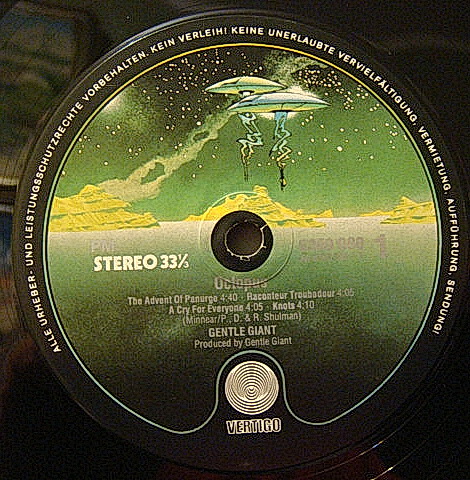 ALLE URHEBER- UND LEISTUNGSSCHUTZRECHTE VORBEHALTEN. KEIN VERLEIH! KEINE UNERLAUBTE VERVIELFÄLTIGUNG, VERMIETUNG, AUFFÜHRUNG, SENDUNG!
STEREO 33⅓
1
Octopus
The Advent Of Panurge 4:40 · Raconteur Troubadour 4:05
A Cry For Everyone 4:05 · Knots 4:10
(Minnear/P., D. & R. Shulman)
GENTLE GIANT
Produced by Gentle Giant
VERTIGO